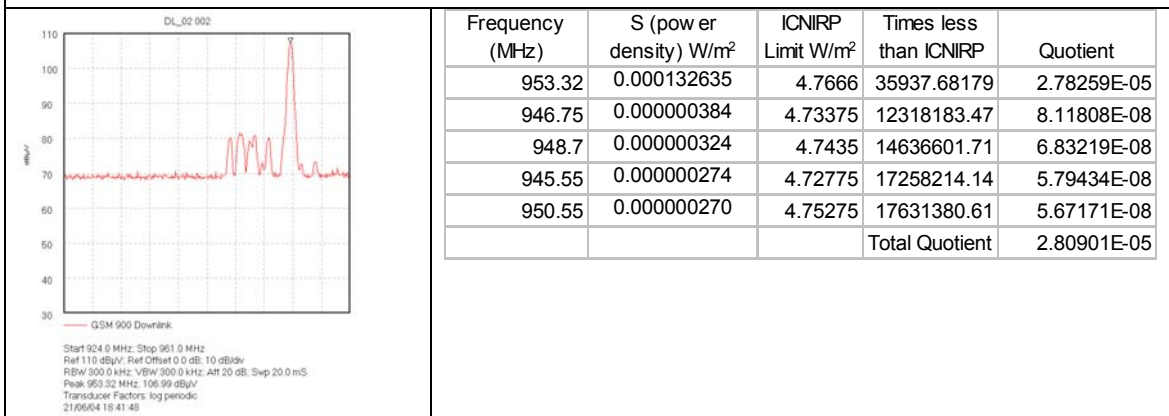 DL_02 002
110
100
90
80
dBµV
70
60
50
40
30
GSM 900 Downlink
Start 924.0 MHz; Stop 961.0 MHz
Ref 110 dBµV; Ref Offset 0.0 dB; 10 dB/div
RBW 300.0 kHz; VBW 300.0 kHz; Att 20 dB; Swp 20.0 mS
Peak 953.32 MHz, 106.99 dBµV
Transducer Factors: log periodic
21/06/04 18:41:48
Frequency (MHz) S (pow er density) W/m² ICNIRP Limit W/m² Times less than ICNIRP Quotient
953.32 0.000132635 4.7666 35937.68179 2.78259E-05
946.75 0.000000384 4.73375 12318183.47 8.11808E-08
948.7 0.000000324 4.7435 14636601.71 6.83219E-08
945.55 0.000000274 4.72775 17258214.14 5.79434E-08
950.55 0.000000270 4.75275 17631380.61 5.67171E-08
Total Quotient 2.80901E-05